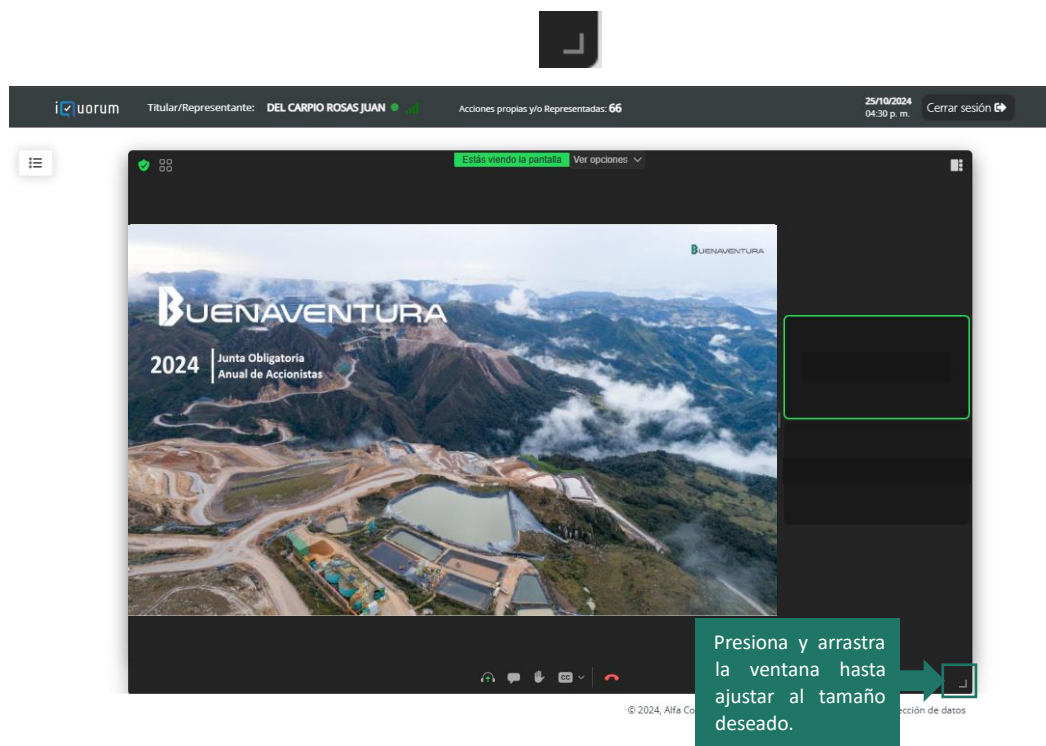 iQuorum Titular/Representante: DEL CARPIO ROSAS JUAN Acciones propias y/o Representadas: 66 25/10/2024 Cerrar sesión
04:30 p. m.
Estás viendo la pantalla Ver opciones
BUENAVENTURA
BUENAVENTURA
2024 Junta Obligatoria
Anual de Accionistas
Presiona y arrastra
la ventana hasta
ajustar al tamaño
deseado.
CC
© 2024, Alfa Co
de datos